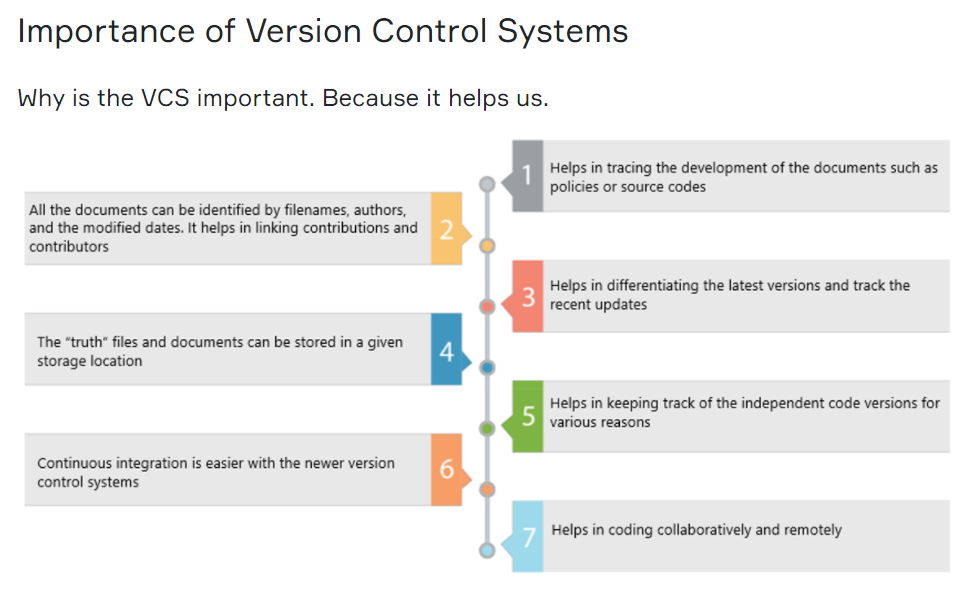 Importance of Version Control Systems
Why is the VCS important. Because it helps us.
1
Helps in tracing the development of the documents such as
policies or source codes
All the documents can be identified by filenames, authors,
and the modified dates. It helps in linking contributions and
contributors
2
3
Helps in differentiating the latest versions and track the
recent updates
The "truth" files and documents can be stored in a given
storage location
4
5
Helps in keeping track of the independent code versions for
various reasons
Continuous integration is easier with the newer version
control systems
6
7
Helps in coding collaboratively and remotely